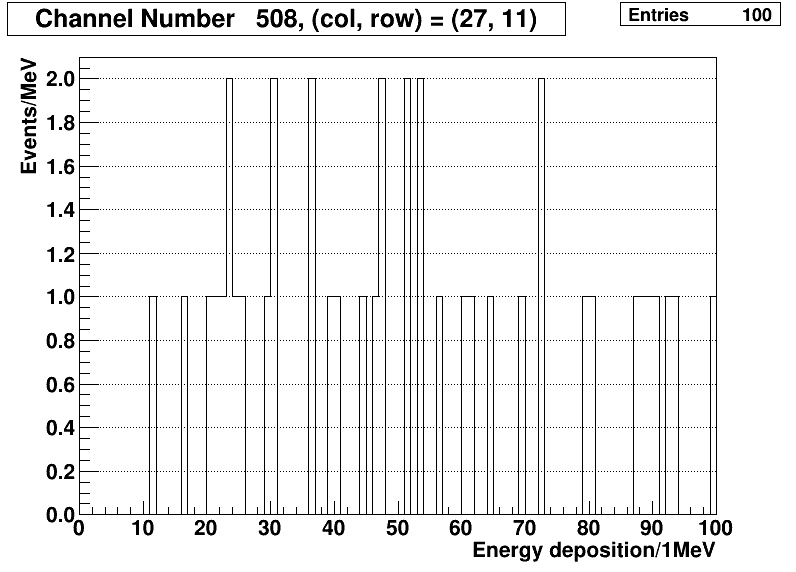 Channel Number 508, (col, row) = (27, 11)
Entries 100
Events/MeV
2.0
1.8
1.6
1.4
1.2
1.0
0.8
0.6
0.4
0.2
0.0
0 10 20 30 40 50 60 70 80 90 100
Energy deposition/1MeV